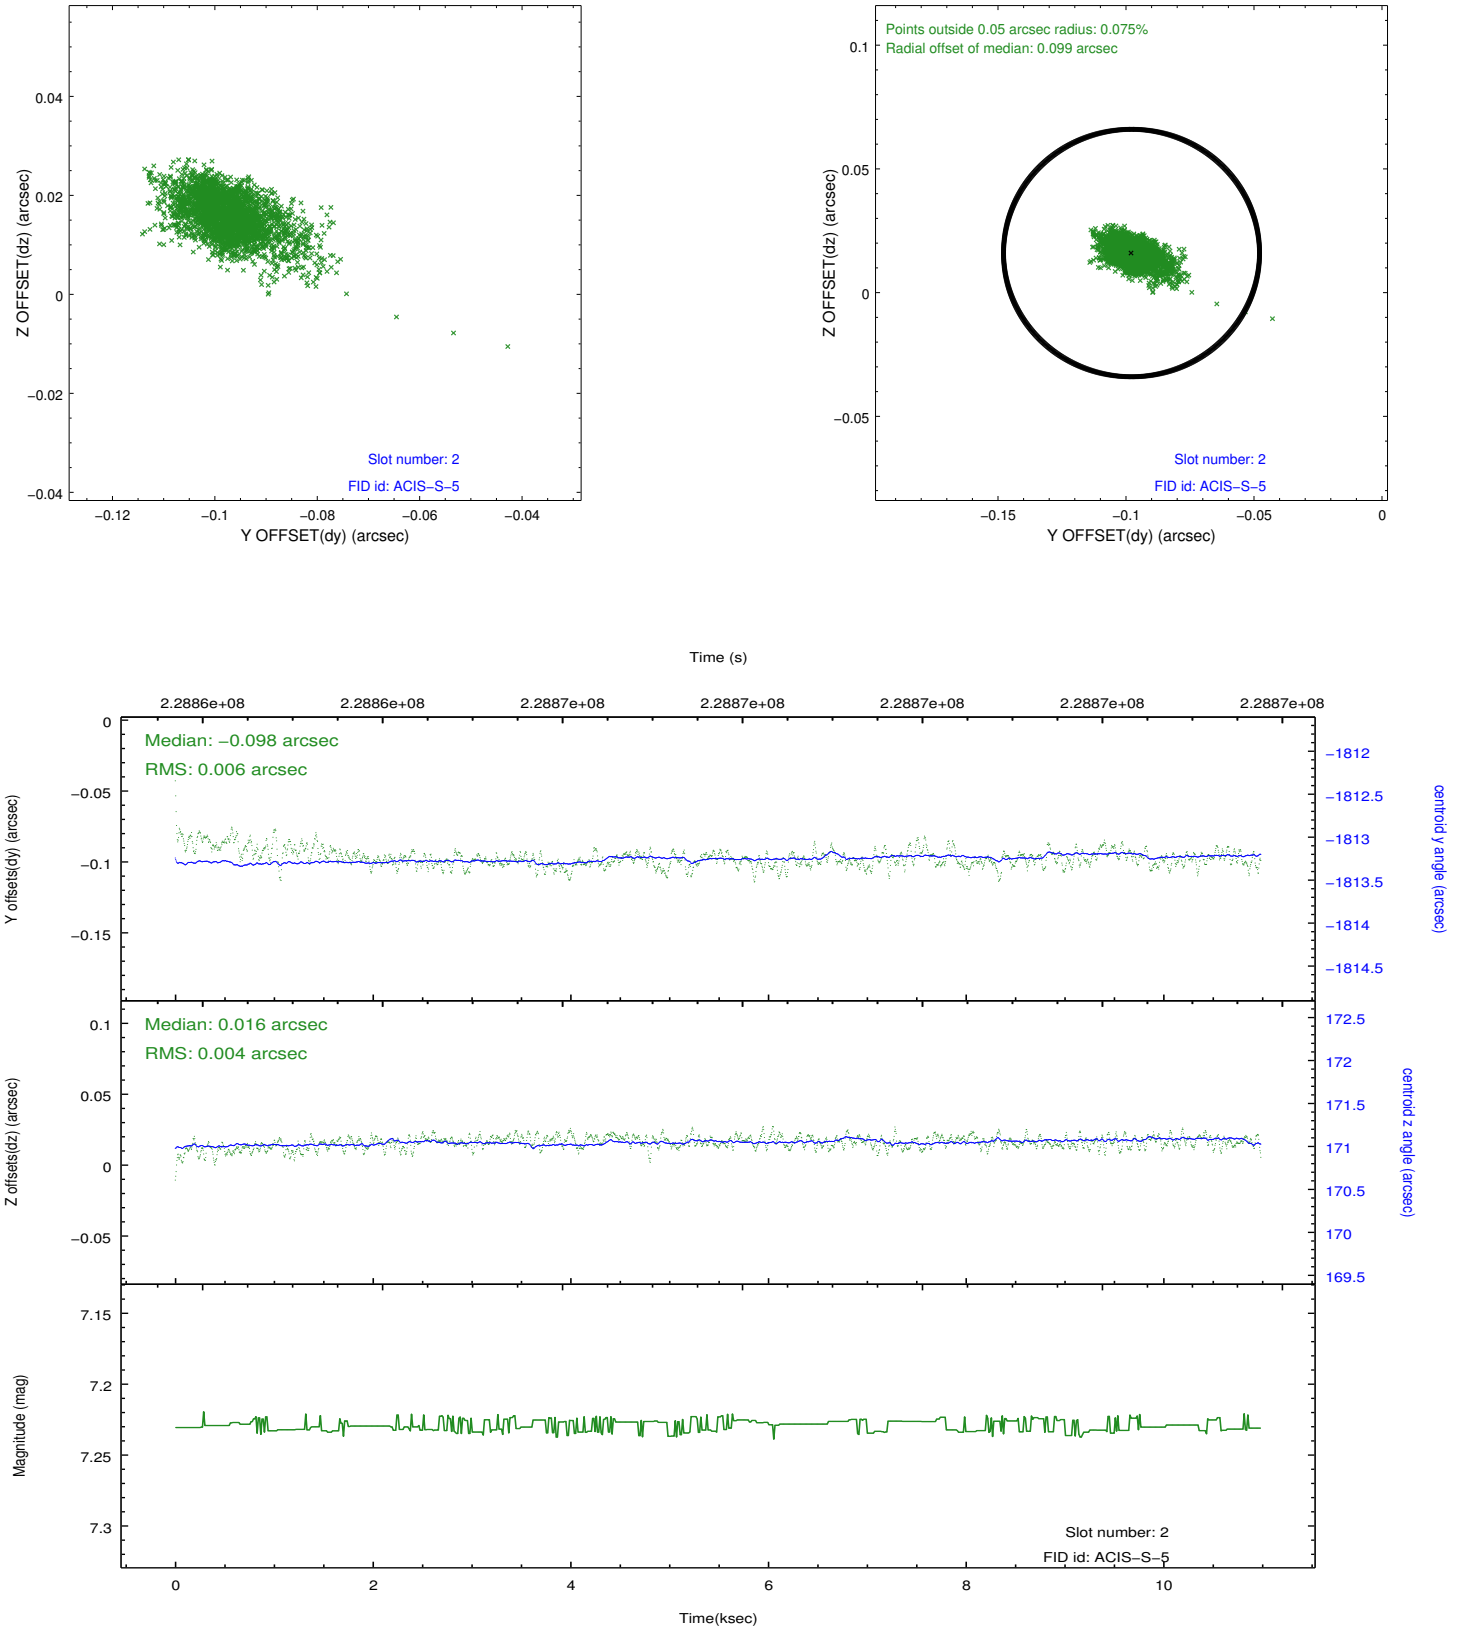 0.04
0.02
0
−0.02
−0.04
Z OFFSET(dz) (arcsec)
Slot number: 2
FID id: ACIS−S−5
−0.12 −0.1 −0.08 −0.06 −0.04
Y OFFSET(dy) (arcsec)
Points outside 0.05 arcsec radius: 0.075%
Radial offset of median: 0.099 arcsec
0.1
0.05
0
−0.05
Z OFFSET(dz) (arcsec)
Slot number: 2
FID id: ACIS−S−5
−0.15 −0.1 −0.05 0
Y OFFSET(dy) (arcsec)
Time (s)
2.2886e+08 2.2886e+08 2.2887e+08 2.2887e+08 2.2887e+08 2.2887e+08 2.2887e+08
Median: −0.098 arcsec
RMS: 0.006 arcsec
0
−0.05
−0.1
−0.15
Y offsets(dy) (arcsec)
−1812
−1812.5
−1813
−1813.5
−1814
−1814.5
centroid y angle (arcsec)
Median: 0.016 arcsec
RMS: 0.004 arcsec
0.1
0.05
0
−0.05
Z offsets(dz) (arcsec)
172.5
172
171.5
171
170.5
170
169.5
centroid z angle (arcsec)
7.15
7.2
7.25
7.3
Magnitude (mag)
Slot number: 2
FID id: ACIS−S−5
0 2 4 6 8 10
Time(ksec)